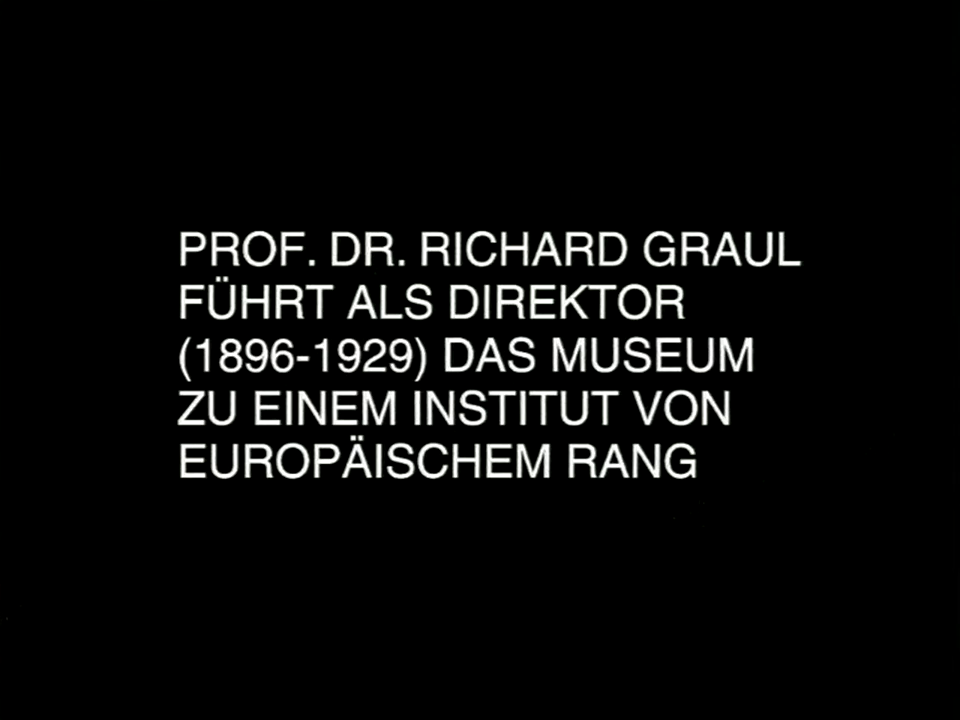 PROF. DR. RICHARD GRAUL
FÜHRT ALS DIREKTOR
(1896-1929) DAS MUSEUM
ZU EINEM INSTITUT VON
EUROPÄISCHEM RANG